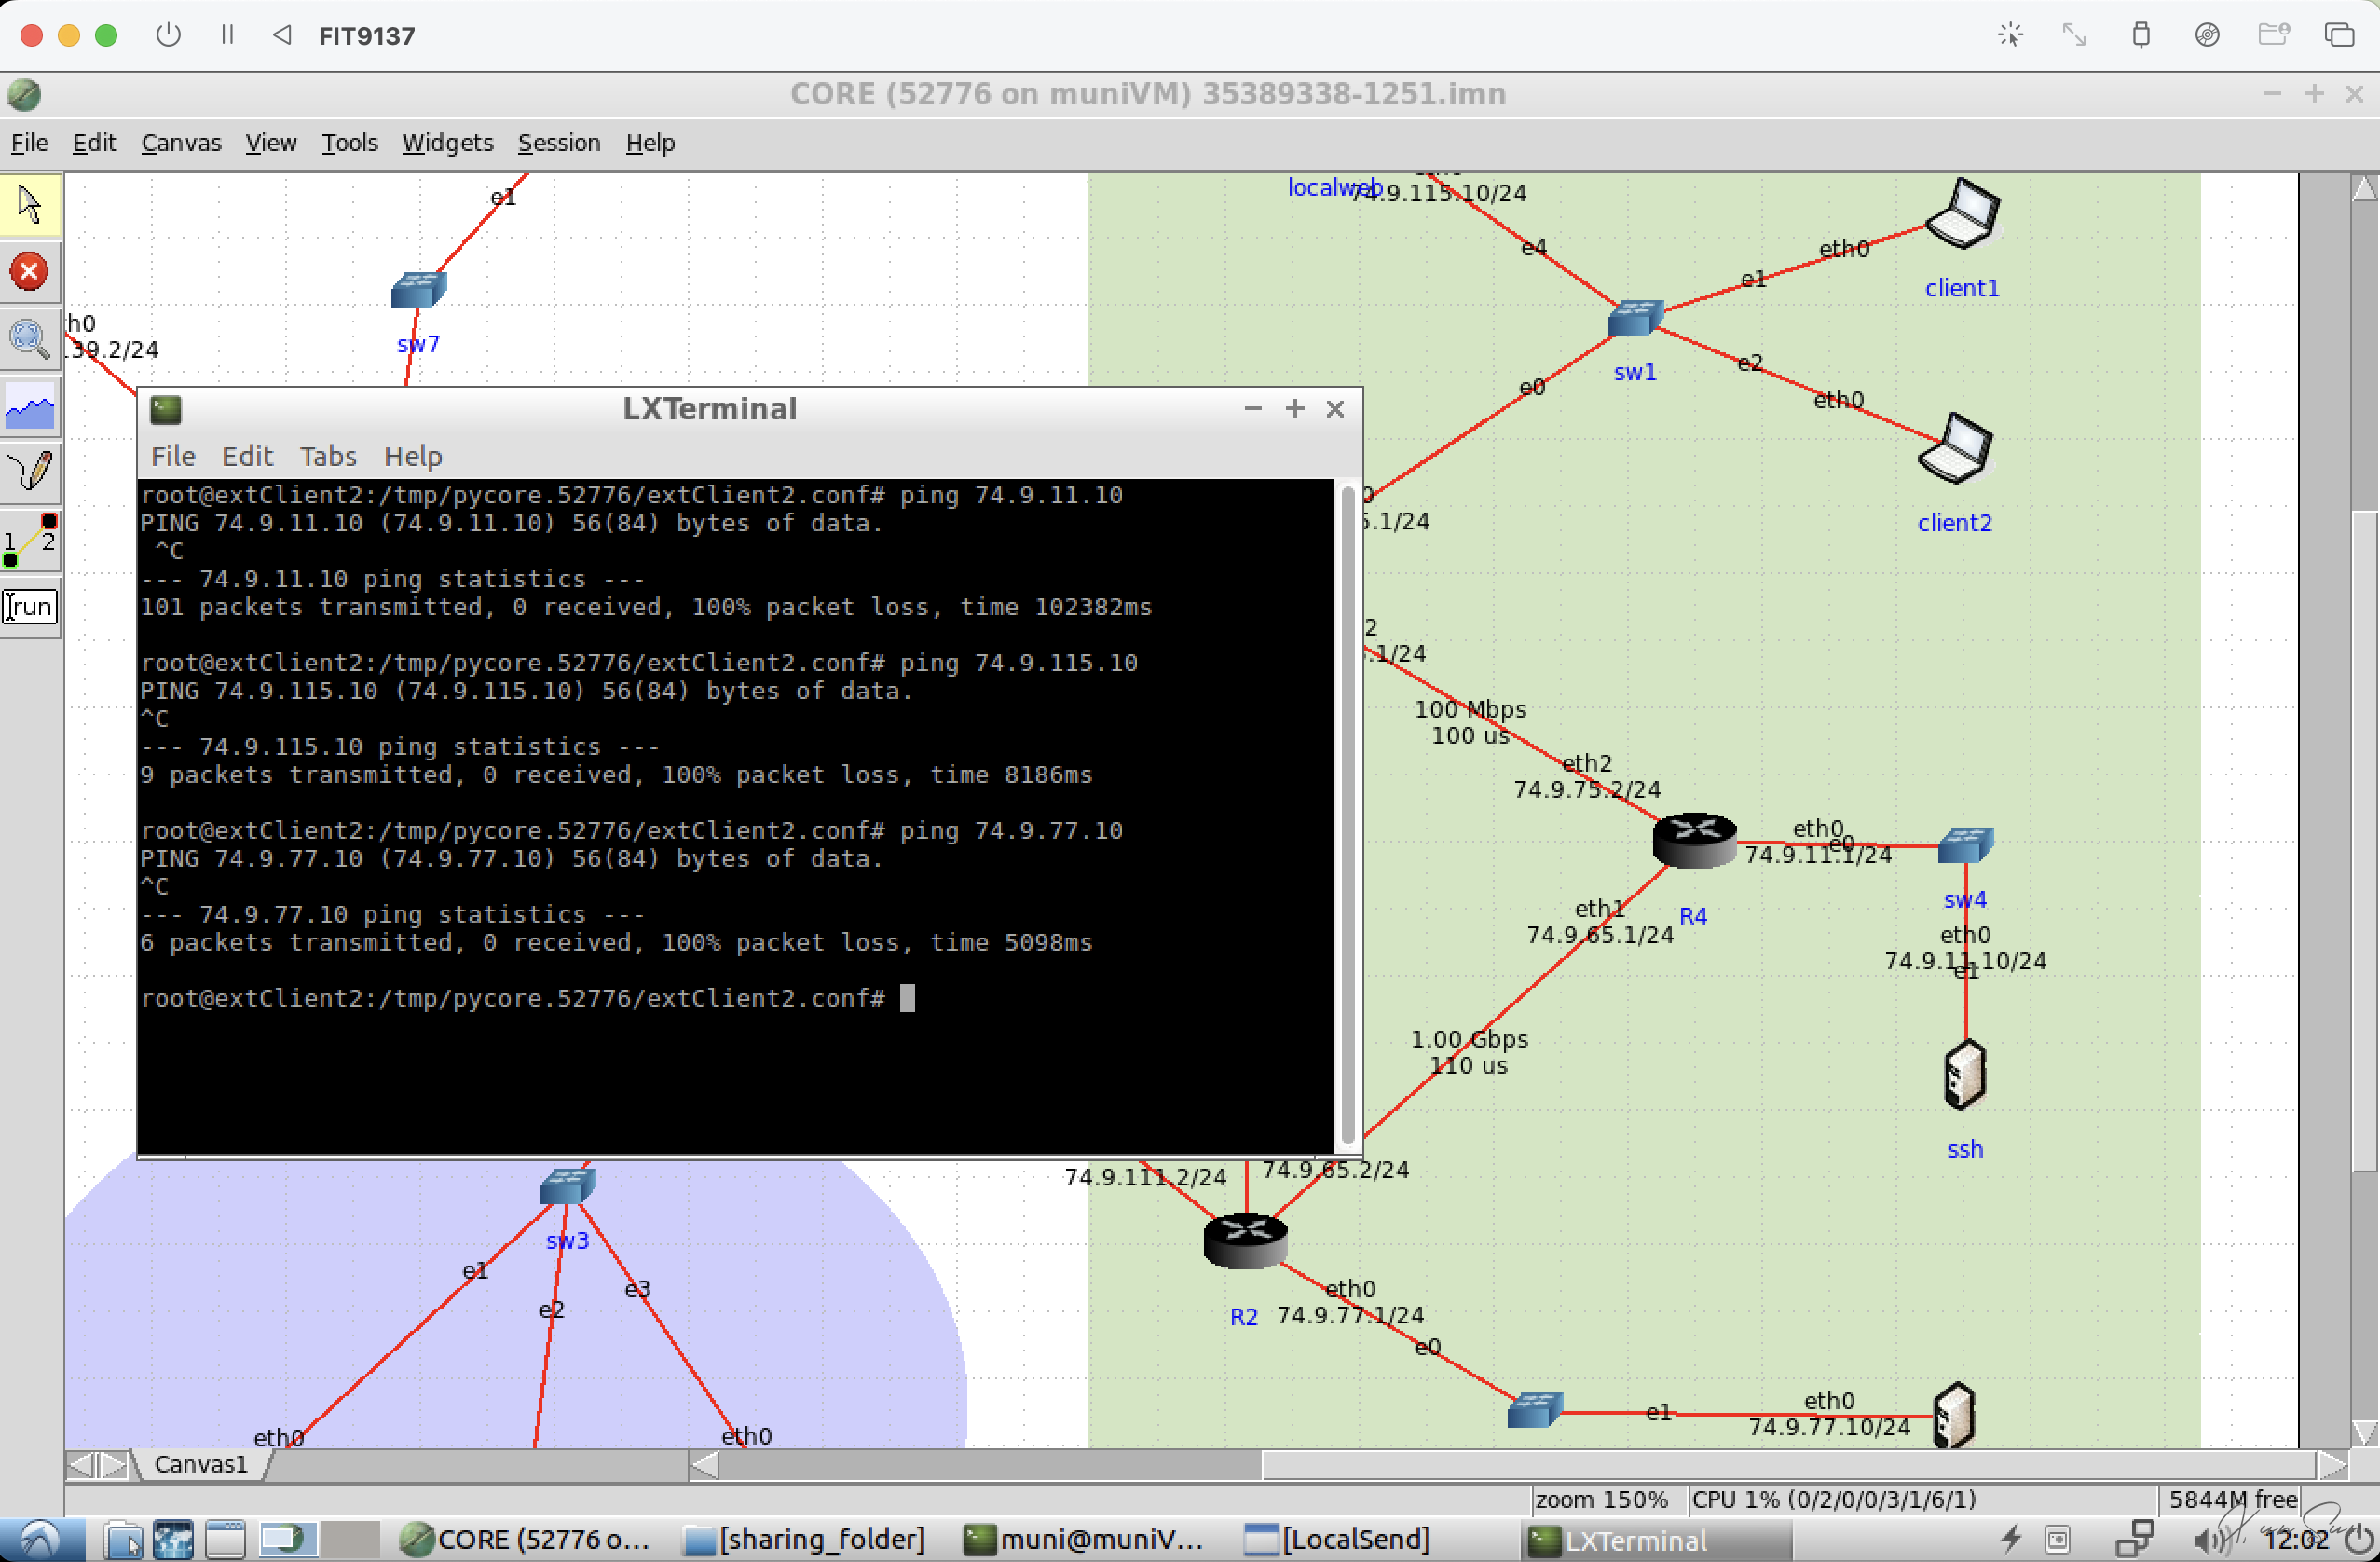 FIT9137
CORE (52776 on muniVM) 35389338-1251.imn
File Edit Canvas View Tools Widgets Session Help
e1
sw7
h0
.39.2/24
localweb
74.9.115.10/24
e4
eth0
e1
client1
sw1
e2
eth0
e0
client2
5.1/24
2
.1/24
100 Mbps
100 us
eth2
74.9.75.2/24
eth0
e0
74.9.11.1/24
R4
sw4
eth1
74.9.65.1/24
eth0
74.9.11.10/24
e1
1.00 Gbps
110 us
ssh
LXTerminal
File Edit Tabs Help
root@extClient2:/tmp/pycore.52776/extClient2.conf# ping 74.9.11.10
PING 74.9.11.10 (74.9.11.10) 56(84) bytes of data.
^C
--- 74.9.11.10 ping statistics ---
101 packets transmitted, 0 received, 100% packet loss, time 102382ms
root@extClient2:/tmp/pycore.52776/extClient2.conf# ping 74.9.115.10
PING 74.9.115.10 (74.9.115.10) 56(84) bytes of data.
^C
--- 74.9.115.10 ping statistics ---
9 packets transmitted, 0 received, 100% packet loss, time 8186ms
root@extClient2:/tmp/pycore.52776/extClient2.conf# ping 74.9.77.10
PING 74.9.77.10 (74.9.77.10) 56(84) bytes of data.
^C
--- 74.9.77.10 ping statistics ---
6 packets transmitted, 0 received, 100% packet loss, time 5098ms
root@extClient2:/tmp/pycore.52776/extClient2.conf#
1 2
run
74.9.111.2/24
74.9.65.2/24
sw3
e1
e2
e3
eth0
eth0
R2
eth0
74.9.77.1/24
e0
e1
eth0
74.9.77.10/24
Canvas1
zoom 150% CPU 1% (0/2/0/0/3/1/6/1) 5844M free
CORE (52776 o... [sharing_folder] muni@muniV... [LocalSend] LXTerminal 12:02